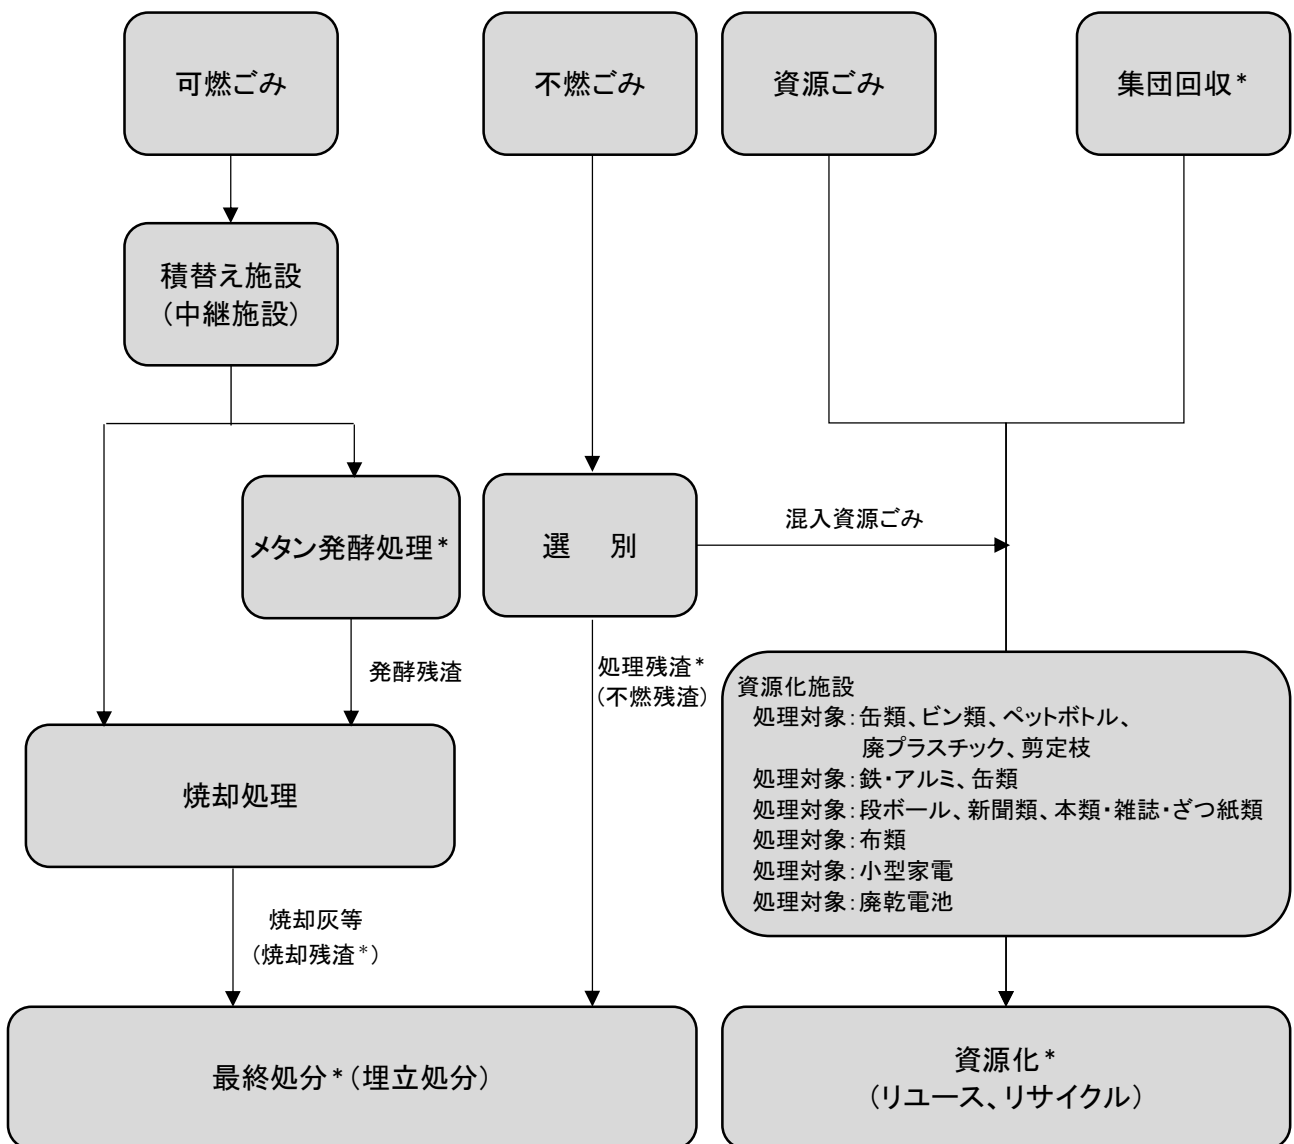 可燃ごみ
不燃ごみ
資源ごみ
集団回収*
積替え施設
（中継施設）
メタン発酵処理*
選　別
混入資源ごみ
発酵残渣
処理残渣*
（不燃残渣）
資源化施設
処理対象：缶類、ビン類、ペットボトル、
廃プラスチック、剪定枝
処理対象：鉄・アルミ、缶類
処理対象：段ボール、新聞類、本類・雑誌・ざつ紙類
処理対象：布類
処理対象：小型家電
処理対象：廃乾電池
焼却処理
焼却灰等
（焼却残渣*）
最終処分*（埋立処分）
資源化*
（リユース、リサイクル）